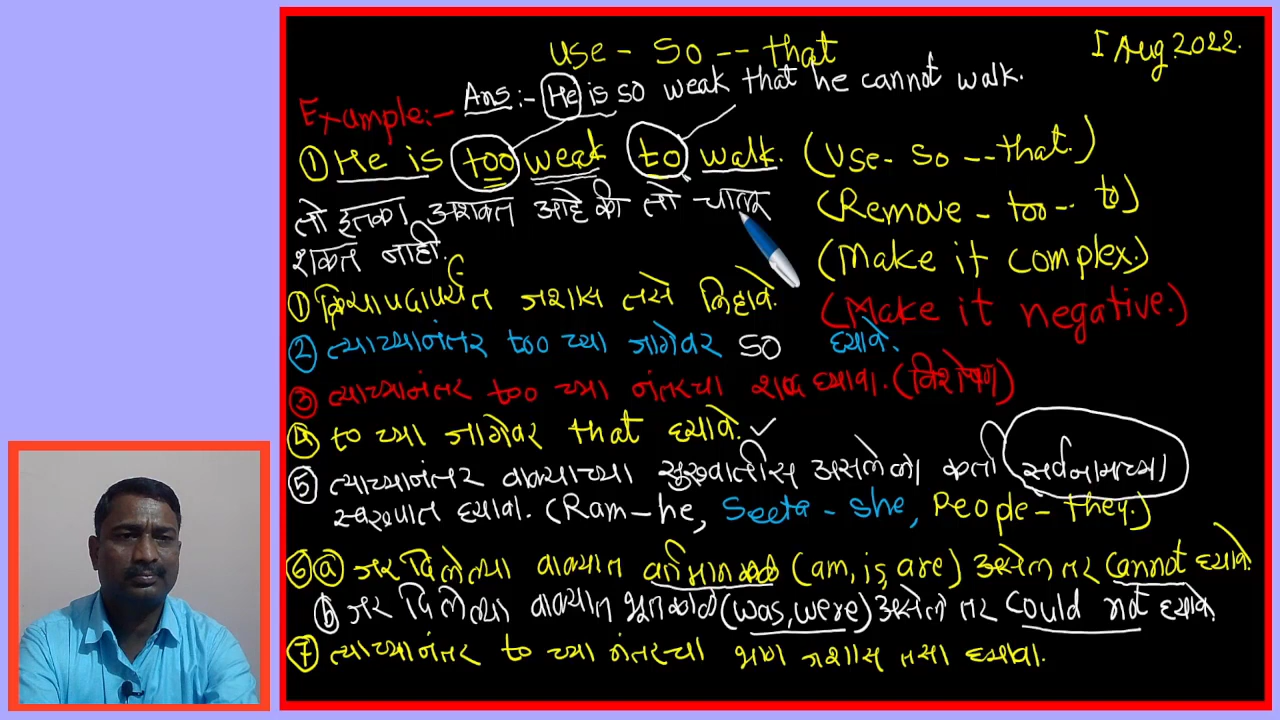 use - so -- that
1 Aug. 2022.
Ans:- He is so weak that he cannot walk.
Example:-
① He is too weak to walk. (Use- so -- that.)
तो इतका अशक्त आहे की तो चालू (Remove - too -- to)
शकत नाही. (Make it complex.)
① क्रियापदापर्यंत जशास तसे लिहावे. (Make it negative.)
② त्याच्यानंतर too च्या जागेवर so घ्यावे.
③ त्याच्यानंतर too च्या नंतरचा शब्द घ्यावा. (विशेषण)
④ to च्या जागेवर that घ्यावे.
⑤ त्याच्यानंतर वाक्याच्या सुरुवातीस असलेला कर्ता सर्वनामाच्या
स्वरुपात घ्यावा. (Ram - he, Seeta - she, People - they.)
⑥ ⓐ जर दिलेल्या वाक्यात वर्तमानकाळ (am, is, are) असेल तर Cannot घ्यावे.
ⓑ जर दिलेल्या वाक्यात भूतकाळ (was, were) असेल तर Could not घ्यावे.
⑦ त्याच्यानंतर to च्या नंतरचा भाग जशास तसा घ्यावा.